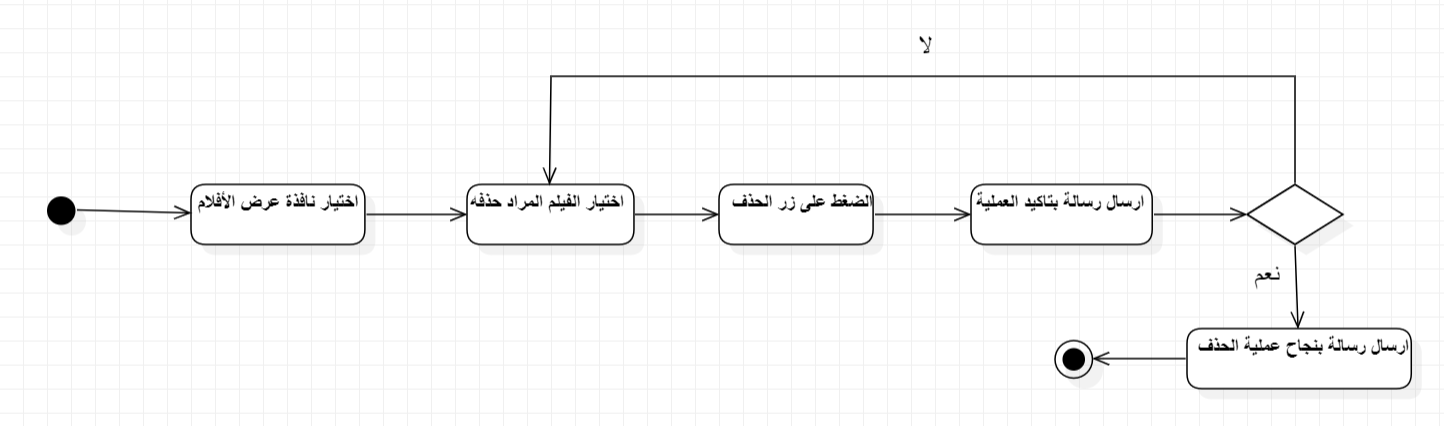 لا
اختيار نافذة عرض الأفلام
اختيار الفيلم المراد حذفه
الضغط على زر الحذف
ارسال رسالة بتاكيد العملية
نعم
ارسال رسالة بنجاح عملية الحذف